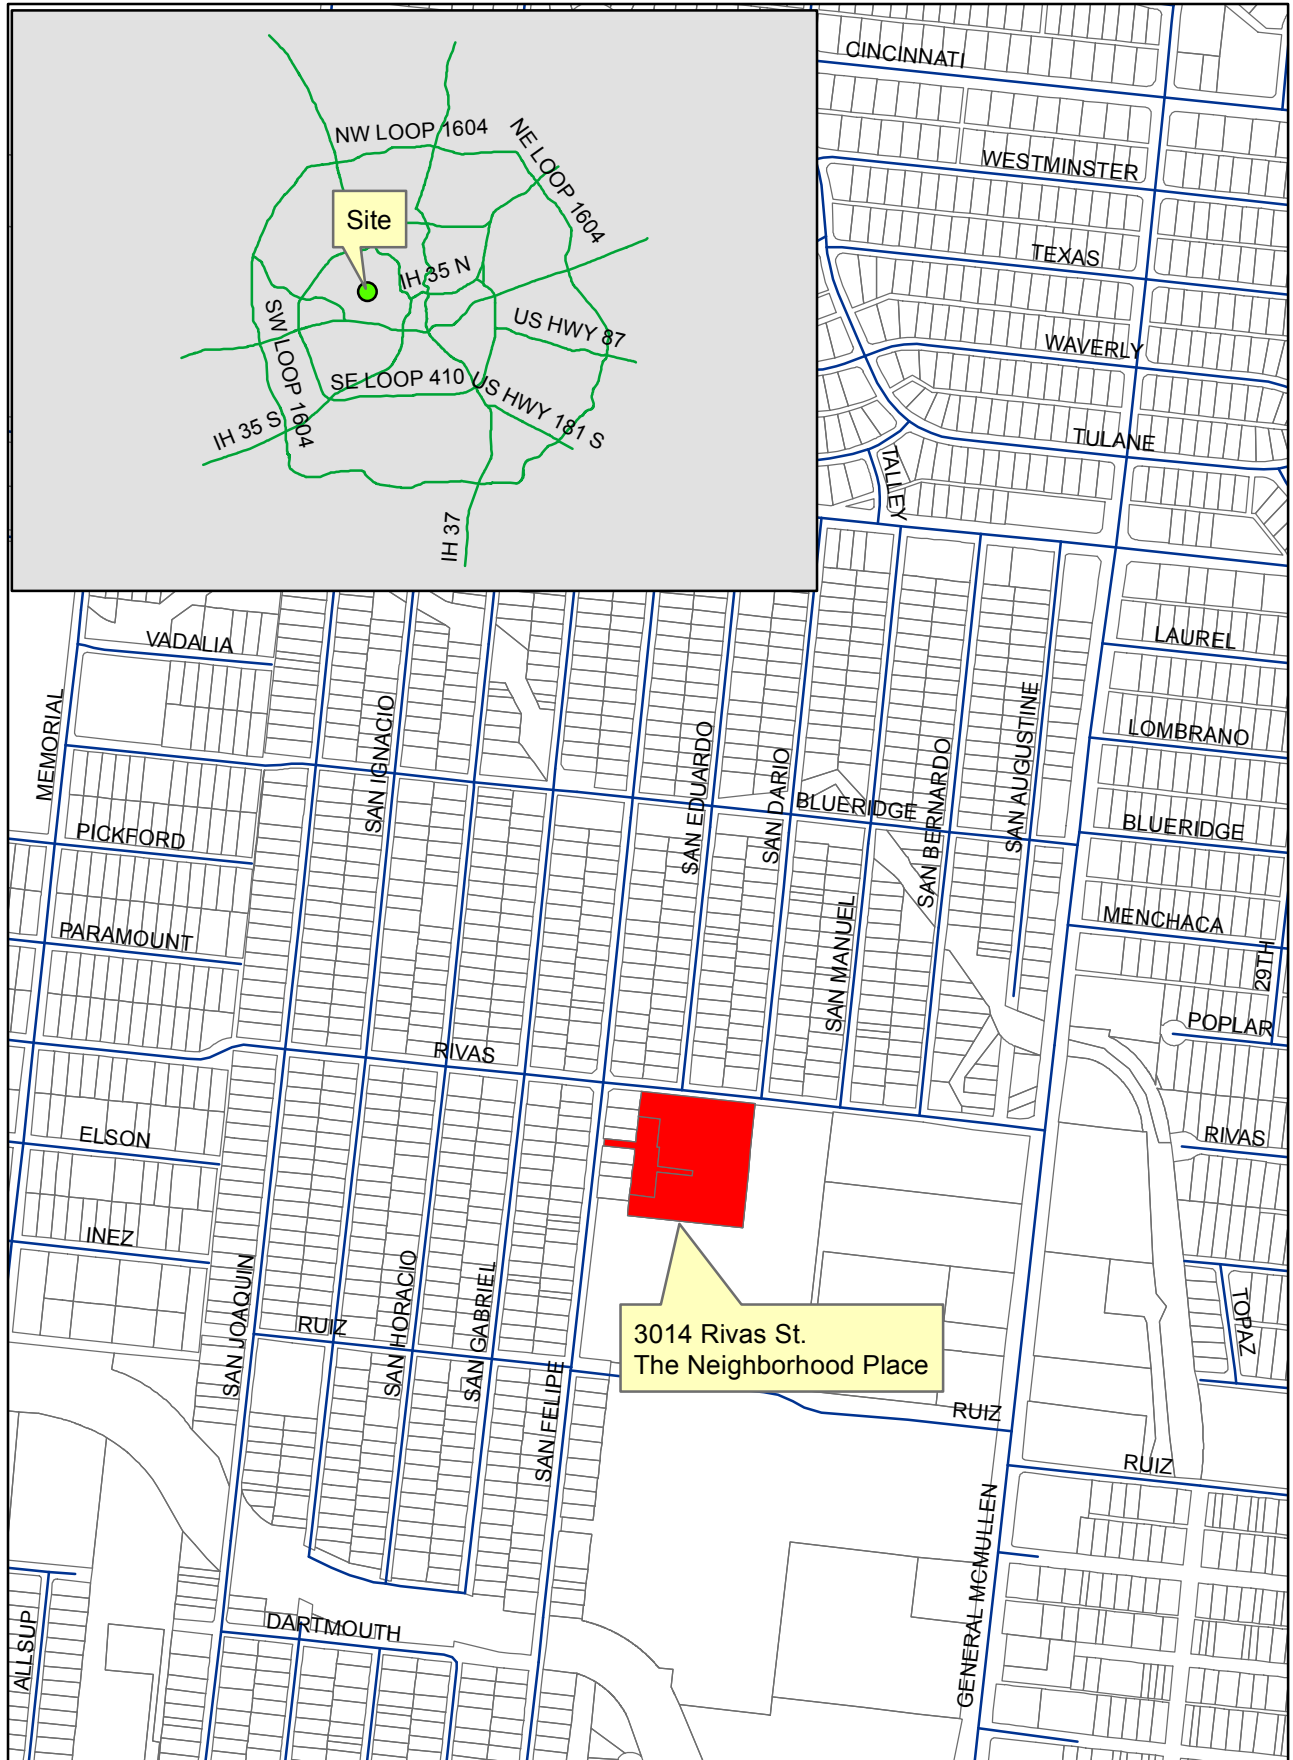 CINCINNATI
NW LOOP 1604
NE LOOP 1604
WESTMINSTER
Site
TEXAS
IH 35 N
SW LOOP 1604
US HWY 87
WAVERLY
SE LOOP 410
US HWY 181 S
IH 35 S
TULANE
TALLEY
IH 37
VADALIA
LAUREL
MEMORIAL
SAN IGNACIO
SAN EDUARDO
SAN DARIO
SAN BERNARDO
SAN AUGUSTINE
LOMBRANO
BLUERIDGE
PICKFORD
BLUERIDGE
SAN MANUEL
MENCHACA
PARAMOUNT
29TH
POPLAR
RIVAS
ELSON
RIVAS
INEZ
SAN JOAQUIN
SAN HORACIO
SAN GABRIEL
TOPAZ
RUIZ
3014 Rivas St.
The Neighborhood Place
SAN FELIPE
RUIZ
RUIZ
GENERAL MCMULLEN
ALLSUP
DARTMOUTH